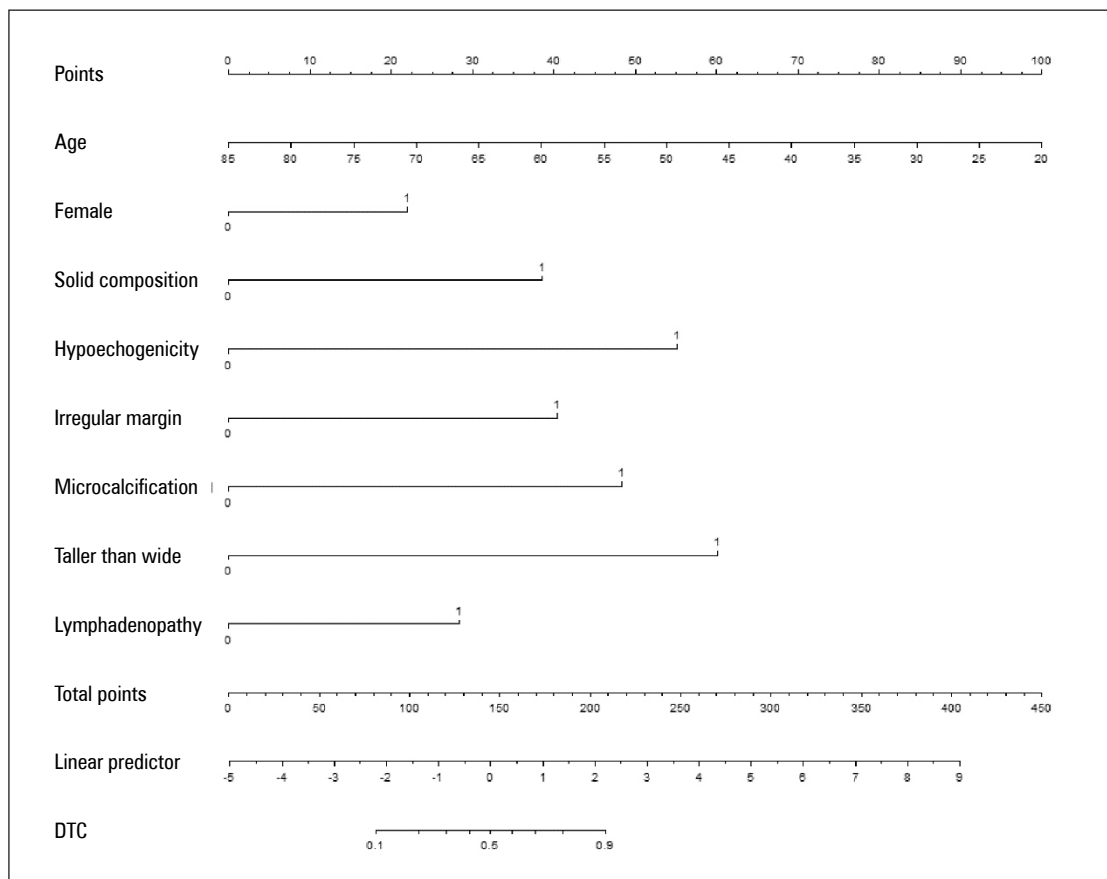 Points
0 10 20 30 40 50 60 70 80 90 100
Age
85 80 75 70 65 60 55 50 45 40 35 30 25 20
Female
1
0
Solid composition
1
0
Hypoechogenicity
1
0
Irregular margin
1
0
Microcalcification
1
0
Taller than wide
1
0
Lymphadenopathy
1
0
Total points
0 50 100 150 200 250 300 350 400 450
Linear predictor
-5 -4 -3 -2 -1 0 1 2 3 4 5 6 7 8 9
DTC
0.1 0.5 0.9